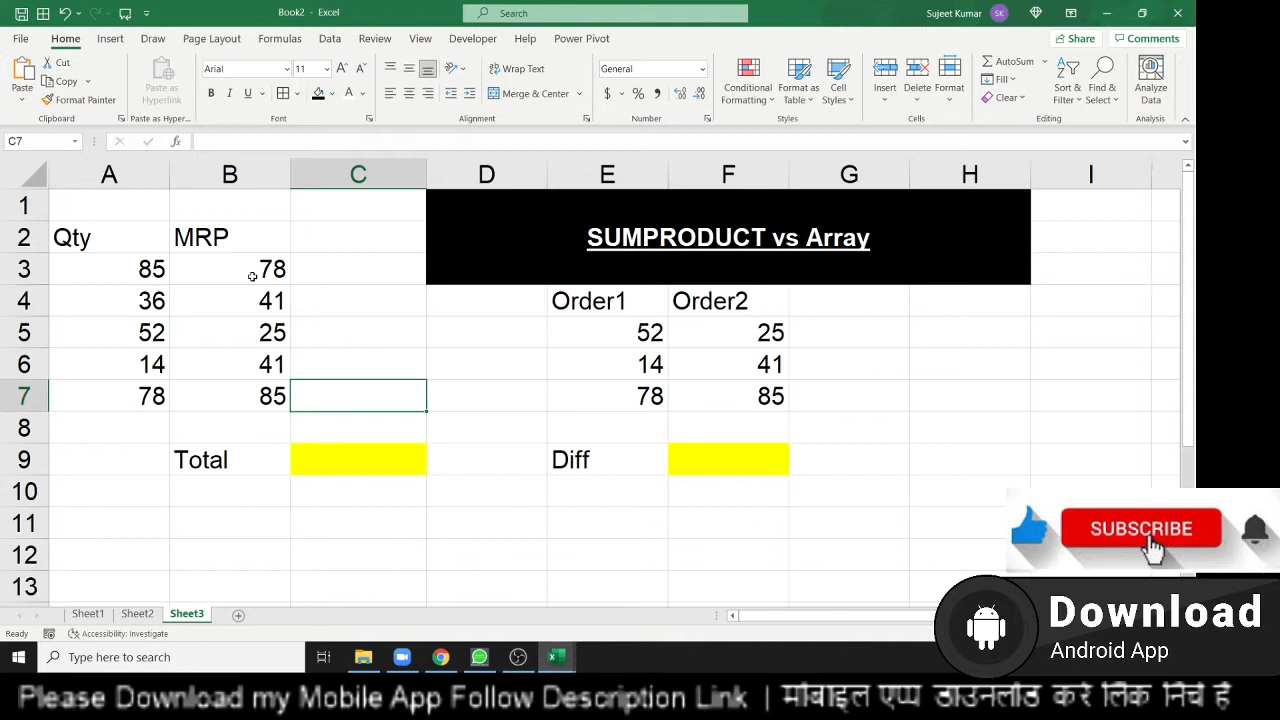 Book2 - Excel
Search
Sujeet Kumar SK
File Home Insert Draw Page Layout Formulas Data Review View Developer Help Power Pivot Share Comments
Paste Cut Copy Format Painter
Paste as Hyperlink
Arial 11
B I U A
Wrap Text
Merge & Center
General
$ %
Conditional Formatting Format as Table Cell Styles
Insert Delete Format
AutoSum Fill Clear
Sort & Filter Find & Select
Analyze Data
Clipboard Paste as Hyperlink Font Alignment Number Styles Cells Editing Analysis
C7 fx
A B C D E F G H I
1
2 Qty MRP SUMPRODUCT vs Array
3 85 78
4 36 41 Order1 Order2
5 52 25 52 25
6 14 41 14 41
7 78 85 78 85
8
9 Total Diff
10
11
12
13
SUBSCRIBE
Download
Android App
Sheet1 Sheet2 Sheet3
Ready Accessibility: Investigate
Type here to search
Please Download my Mobile App Follow Description Link | मोबाइल एप्प डाउनलोड करें लिंक निचे है